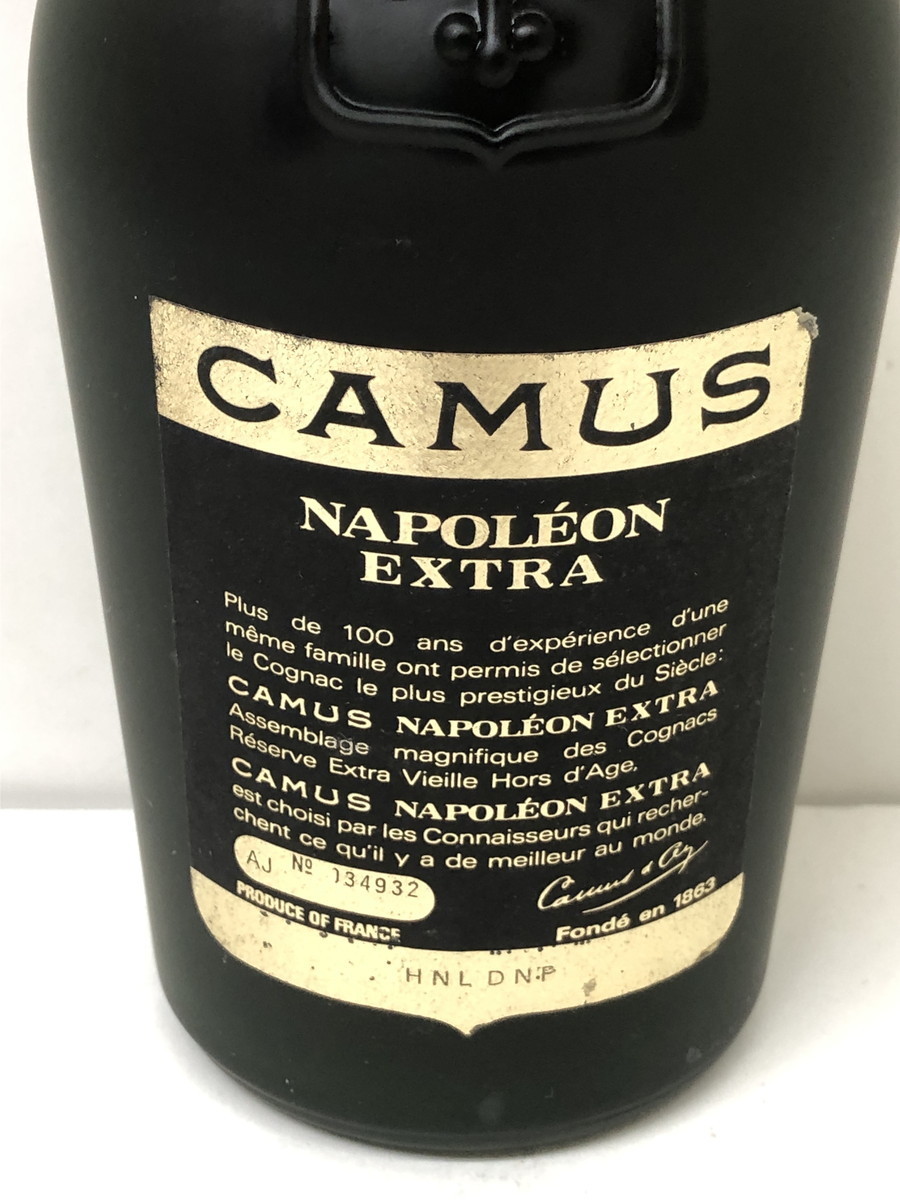 CAMUS
NAPOLÉON
EXTRA
Plus de 100 ans d'expérience d'une
même famille ont permis de sélectionner
le Cognac le plus prestigieux du Siècle:
CAMUS NAPOLÉON EXTRA
Assemblage magnifique des Cognacs
Réserve Extra Vieille Hors d'Age,
CAMUS NAPOLÉON EXTRA
est choisi par les Connaisseurs qui recher-
chent ce qu'il y a de meilleur au monde.
AJ Nº 134932
Camus & Cie
PRODUCE OF FRANCE
Fondé en 1863
HNLDNP